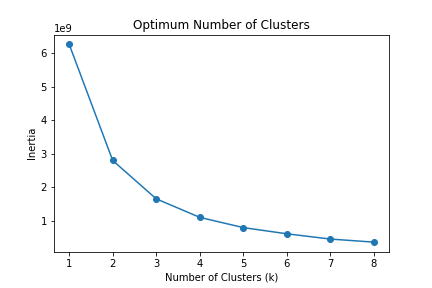 Optimum Number of Clusters
1e9
6
5
4
3
2
1
Inertia
1 2 3 4 5 6 7 8
Number of Clusters (k)